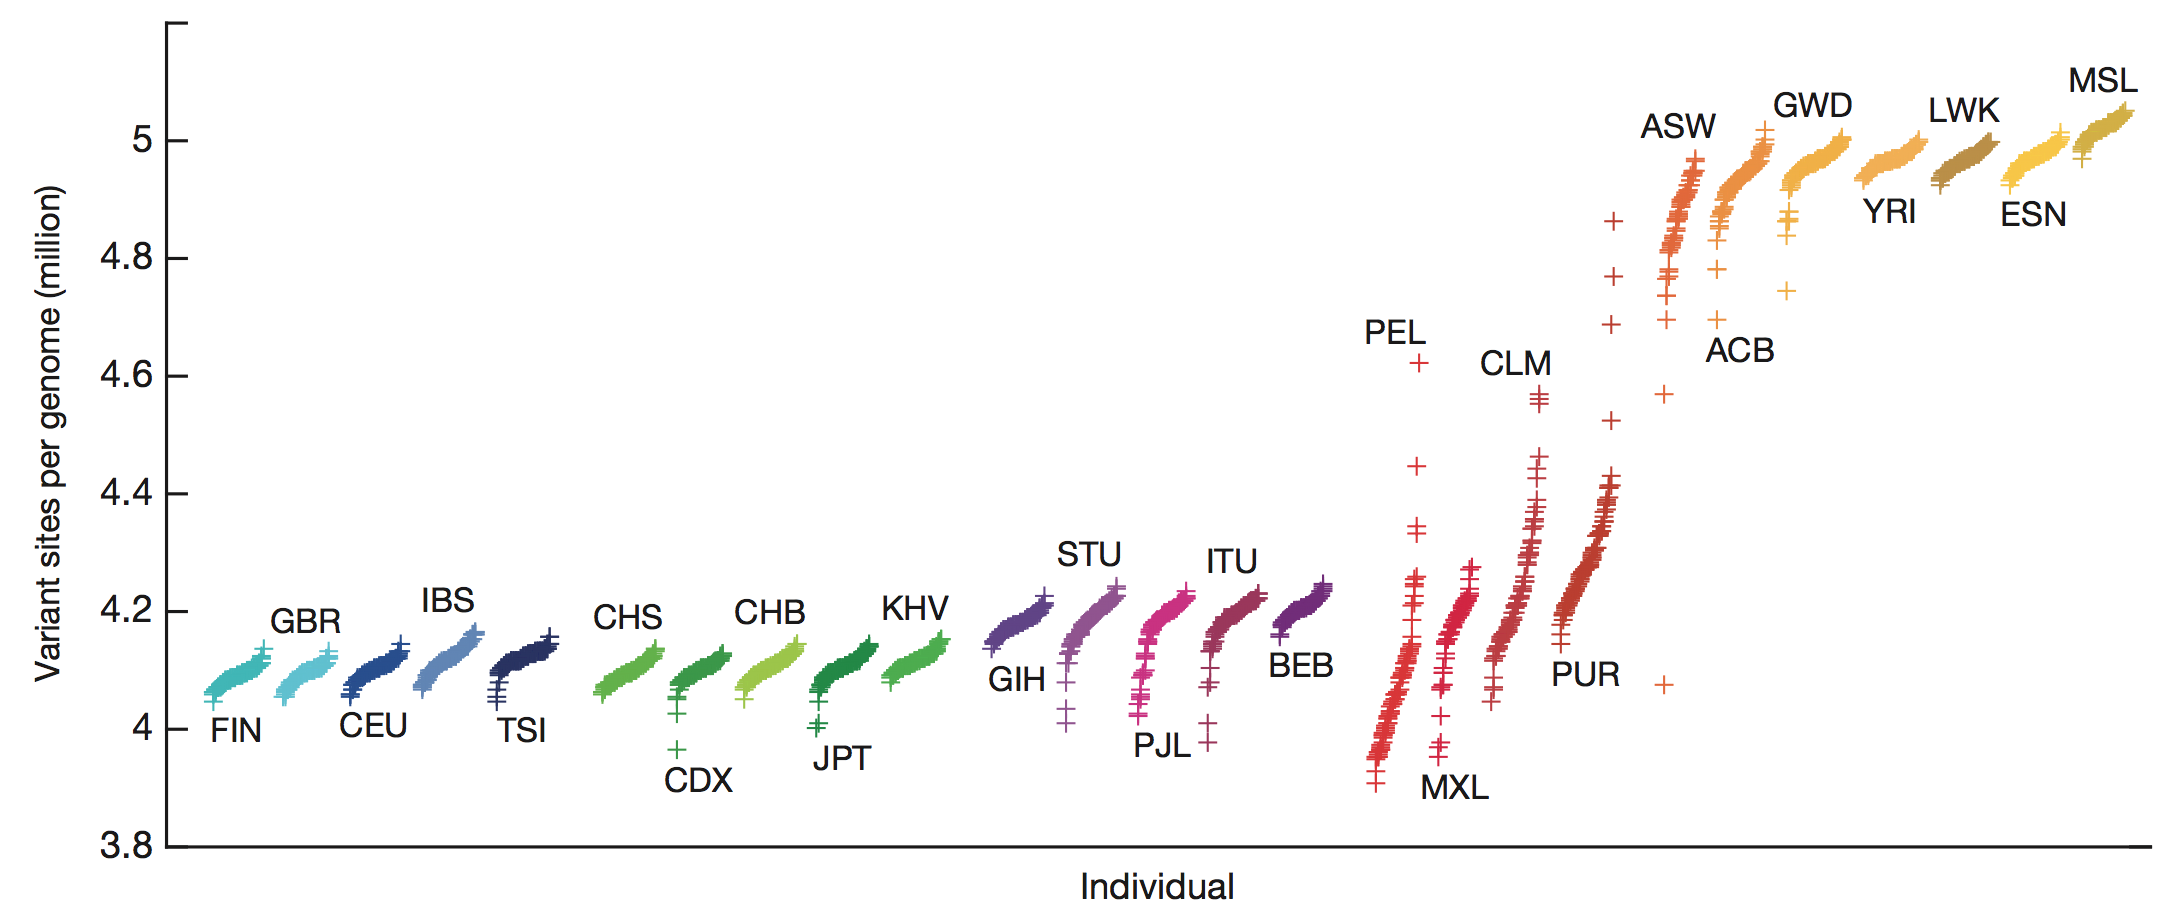 Variant sites per genome (million)
5
4.8
4.6
4.4
4.2
4
3.8
FIN
GBR
CEU
IBS
TSI
CHS
CDX
CHB
JPT
KHV
GIH
STU
PJL
ITU
BEB
PEL
MXL
CLM
PUR
ASW
ACB
GWD
YRI
LWK
ESN
MSL
Individual